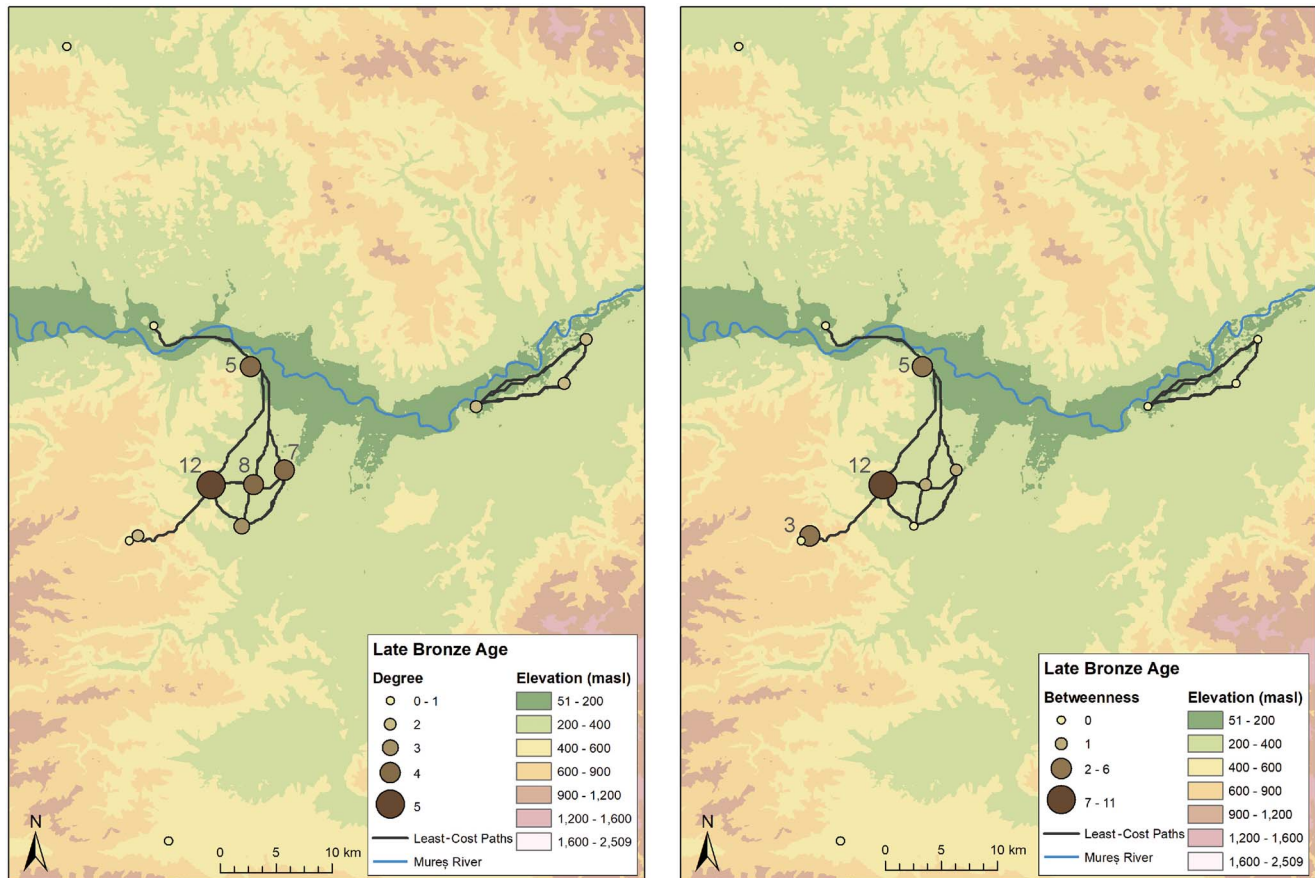 5
12
8
7
Late Bronze Age
Degree
0 - 1
2
3
4
5
Least-Cost Paths
Mureș River
Elevation (masl)
51 - 200
200 - 400
400 - 600
600 - 900
900 - 1,200
1,200 - 1,600
1,600 - 2,509
N
0 5 10 km
5
12
3
Late Bronze Age
Betweenness
0
1
2 - 6
7 - 11
Least-Cost Paths
Mureș River
Elevation (masl)
51 - 200
200 - 400
400 - 600
600 - 900
900 - 1,200
1,200 - 1,600
1,600 - 2,509
N
0 5 10 km